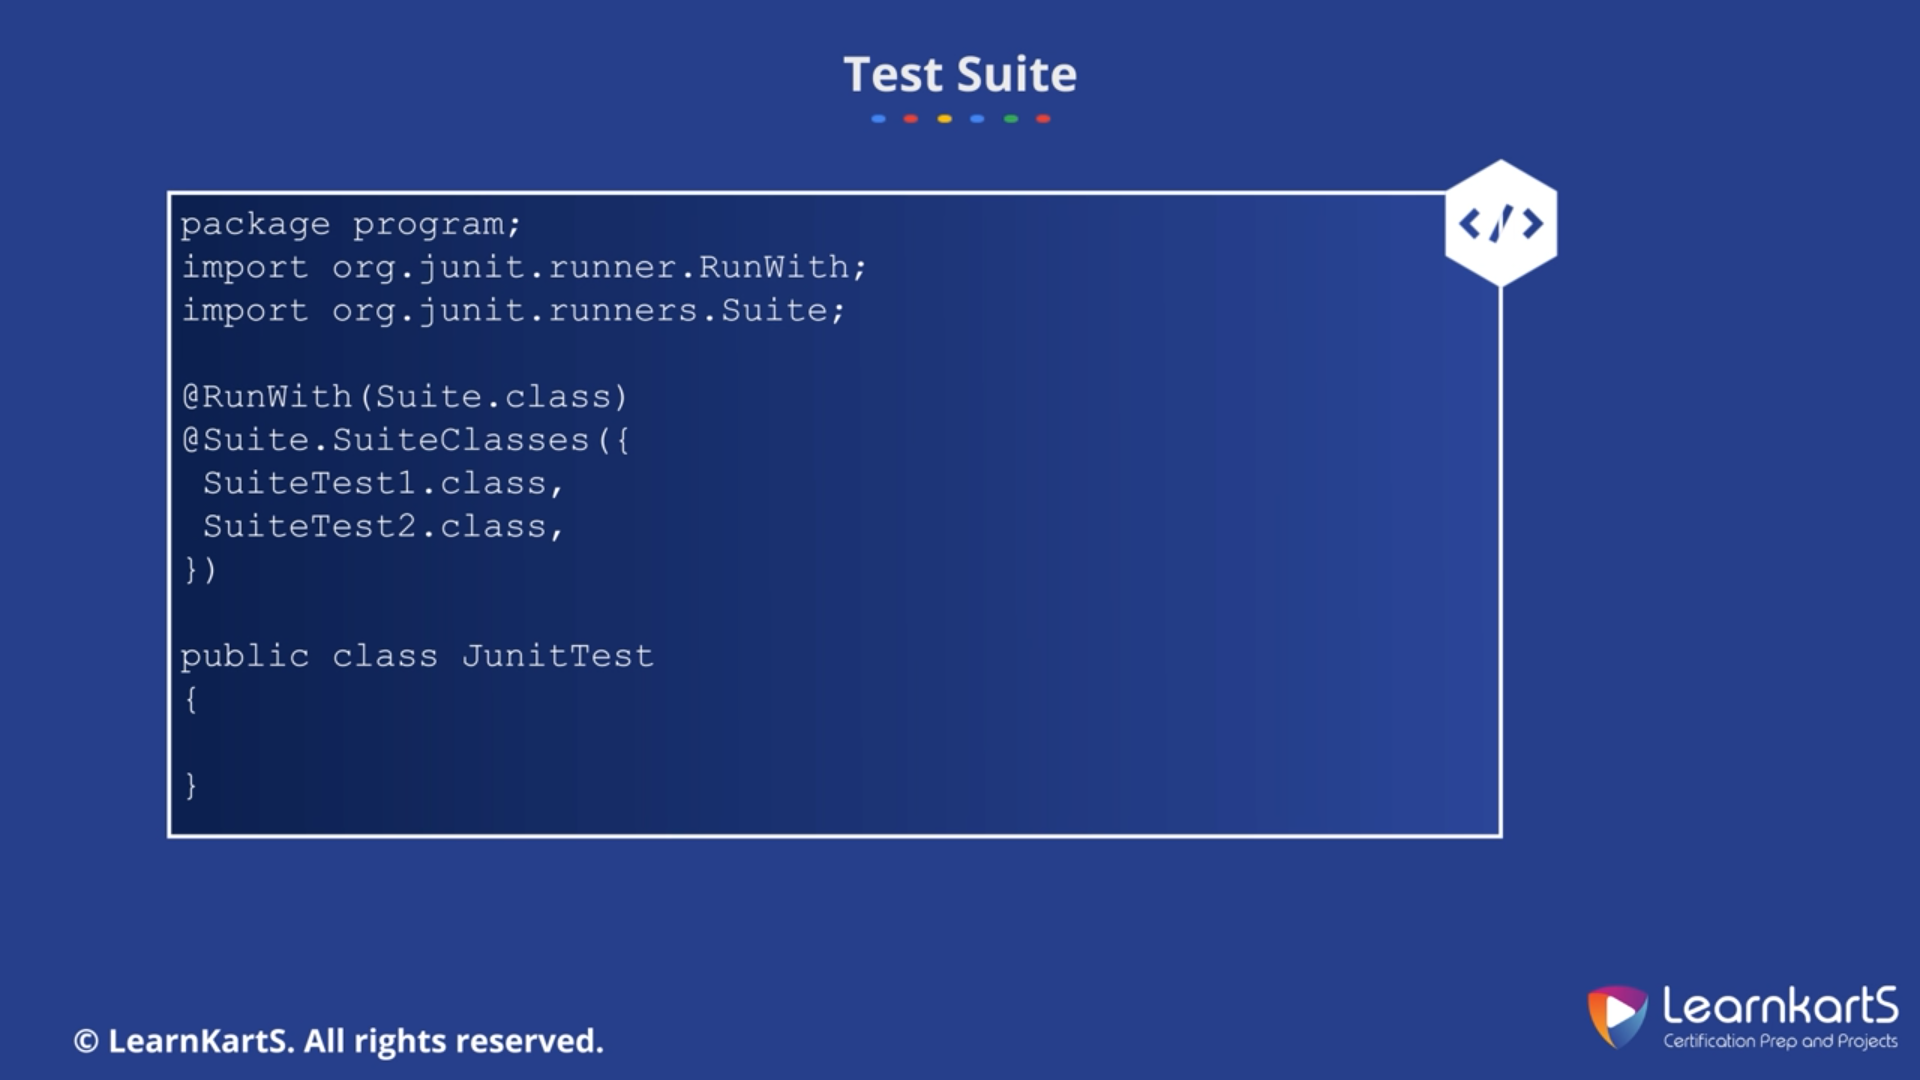 Test Suite
</>
package program;
import org.junit.runner.RunWith;
import org.junit.runners.Suite;
@RunWith(Suite.class)
@Suite.SuiteClasses({
 SuiteTest1.class,
 SuiteTest2.class,
})
public class JunitTest
{
}
© LearnKartS. All rights reserved.
LearnkartS
Certification Prep and Projects